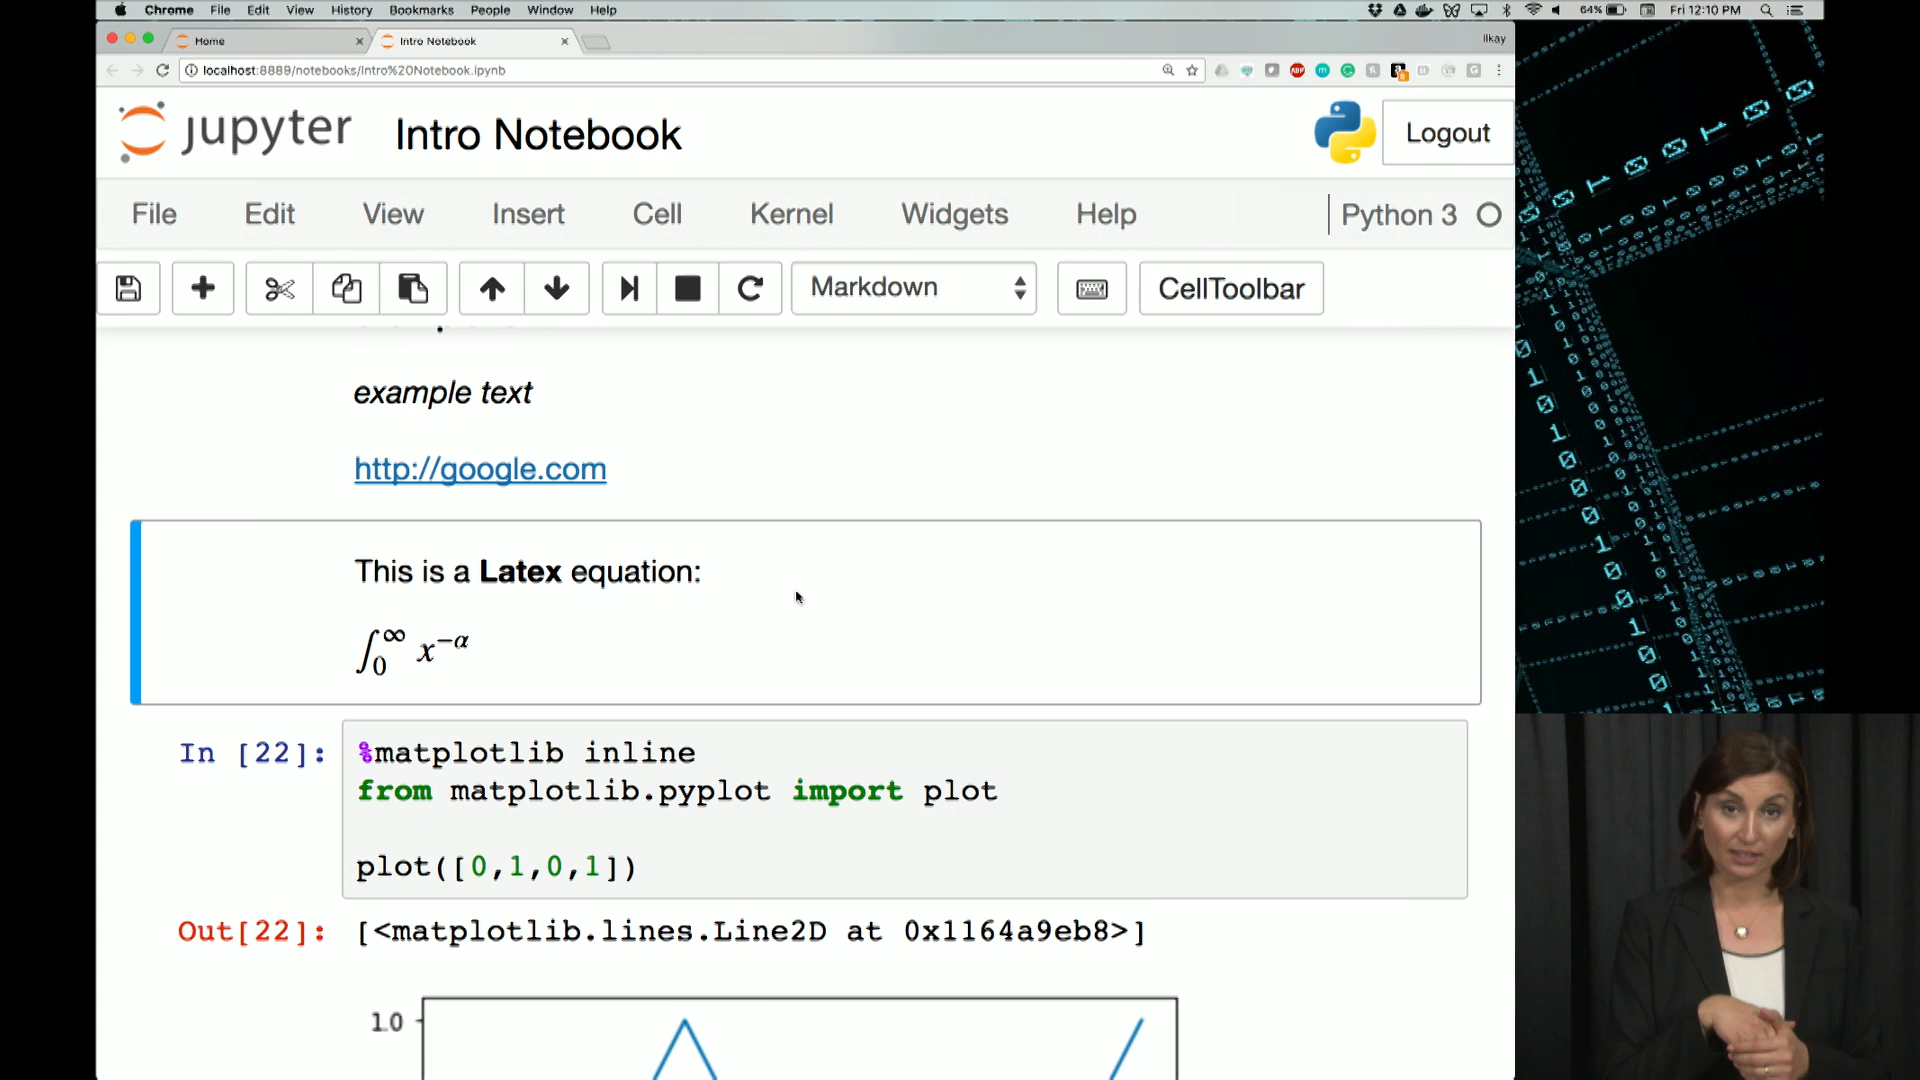 Chrome File Edit View History Bookmarks People Window Help 64% Fri 12:10 PM
Home Intro Notebook Ilkay
localhost:8889/notebooks/Intro%20Notebook.ipynb
jupyter Intro Notebook Logout
File Edit View Insert Cell Kernel Widgets Help Python 3
Markdown CellToolbar
example text
http://google.com
This is a Latex equation:
∫₀^∞ x^−α
In [22]: %matplotlib inline
from matplotlib.pyplot import plot
plot([0,1,0,1])
Out[22]: [<matplotlib.lines.Line2D at 0x1164a9eb8>]
1.0